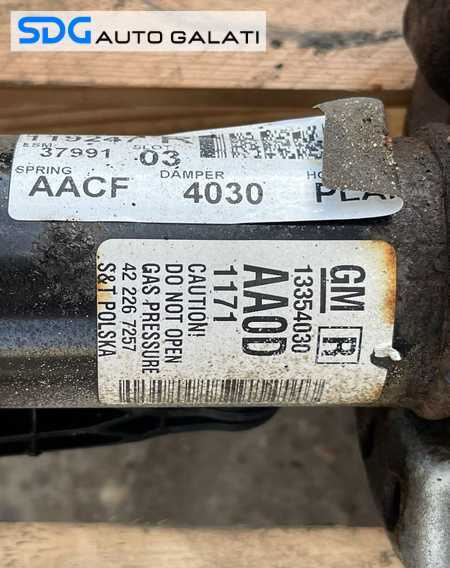 SDG AUTO GALATI
ESM SLOT
37991 03
SPRING DAMPER
AACF 4030
GM R
13354030
AA0D
1171
CAUTION!
DO NOT OPEN
GAS PRESSURE
42 226 7257
S&T POLSKA